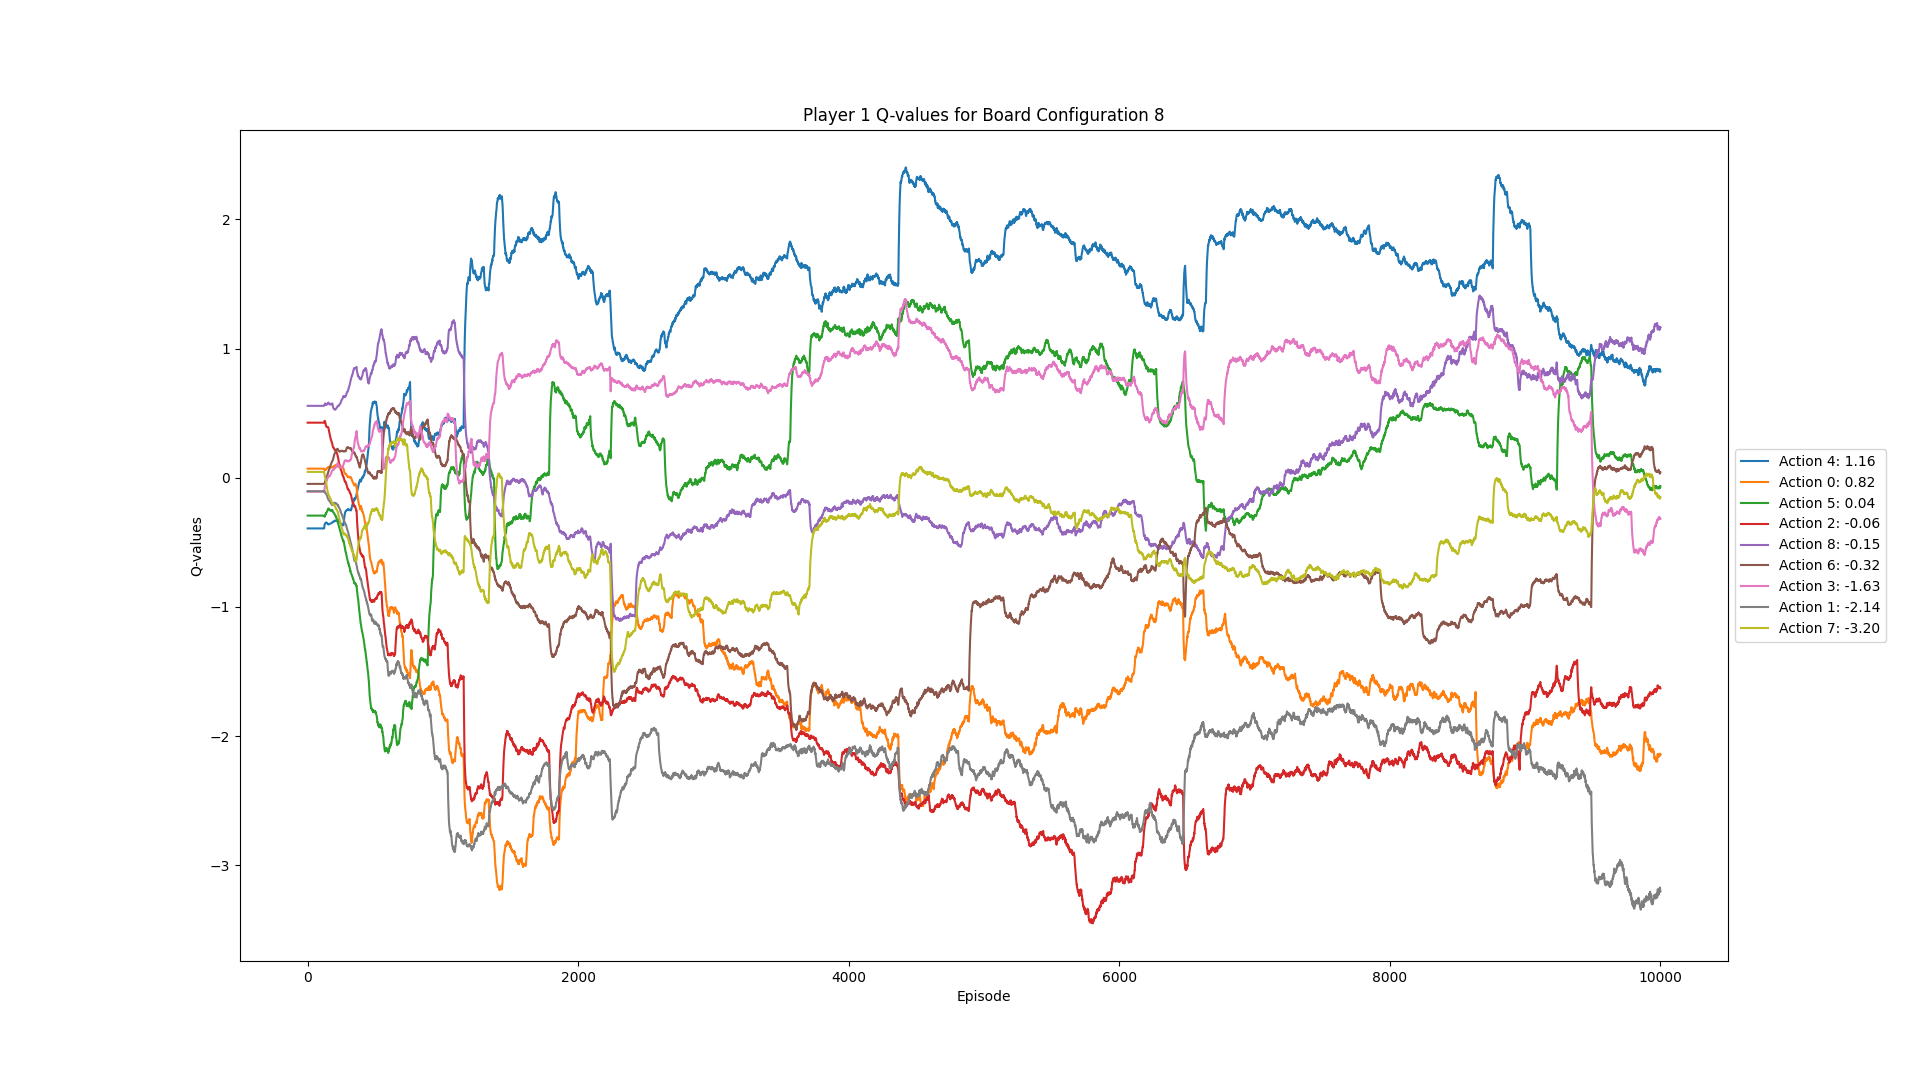 Player 1 Q-values for Board Configuration 8
Q-values
2
1
0
−1
−2
−3
0
2000
4000
6000
8000
10000
Episode
Action 4: 1.16
Action 0: 0.82
Action 5: 0.04
Action 2: -0.06
Action 8: -0.15
Action 6: -0.32
Action 3: -1.63
Action 1: -2.14
Action 7: -3.20